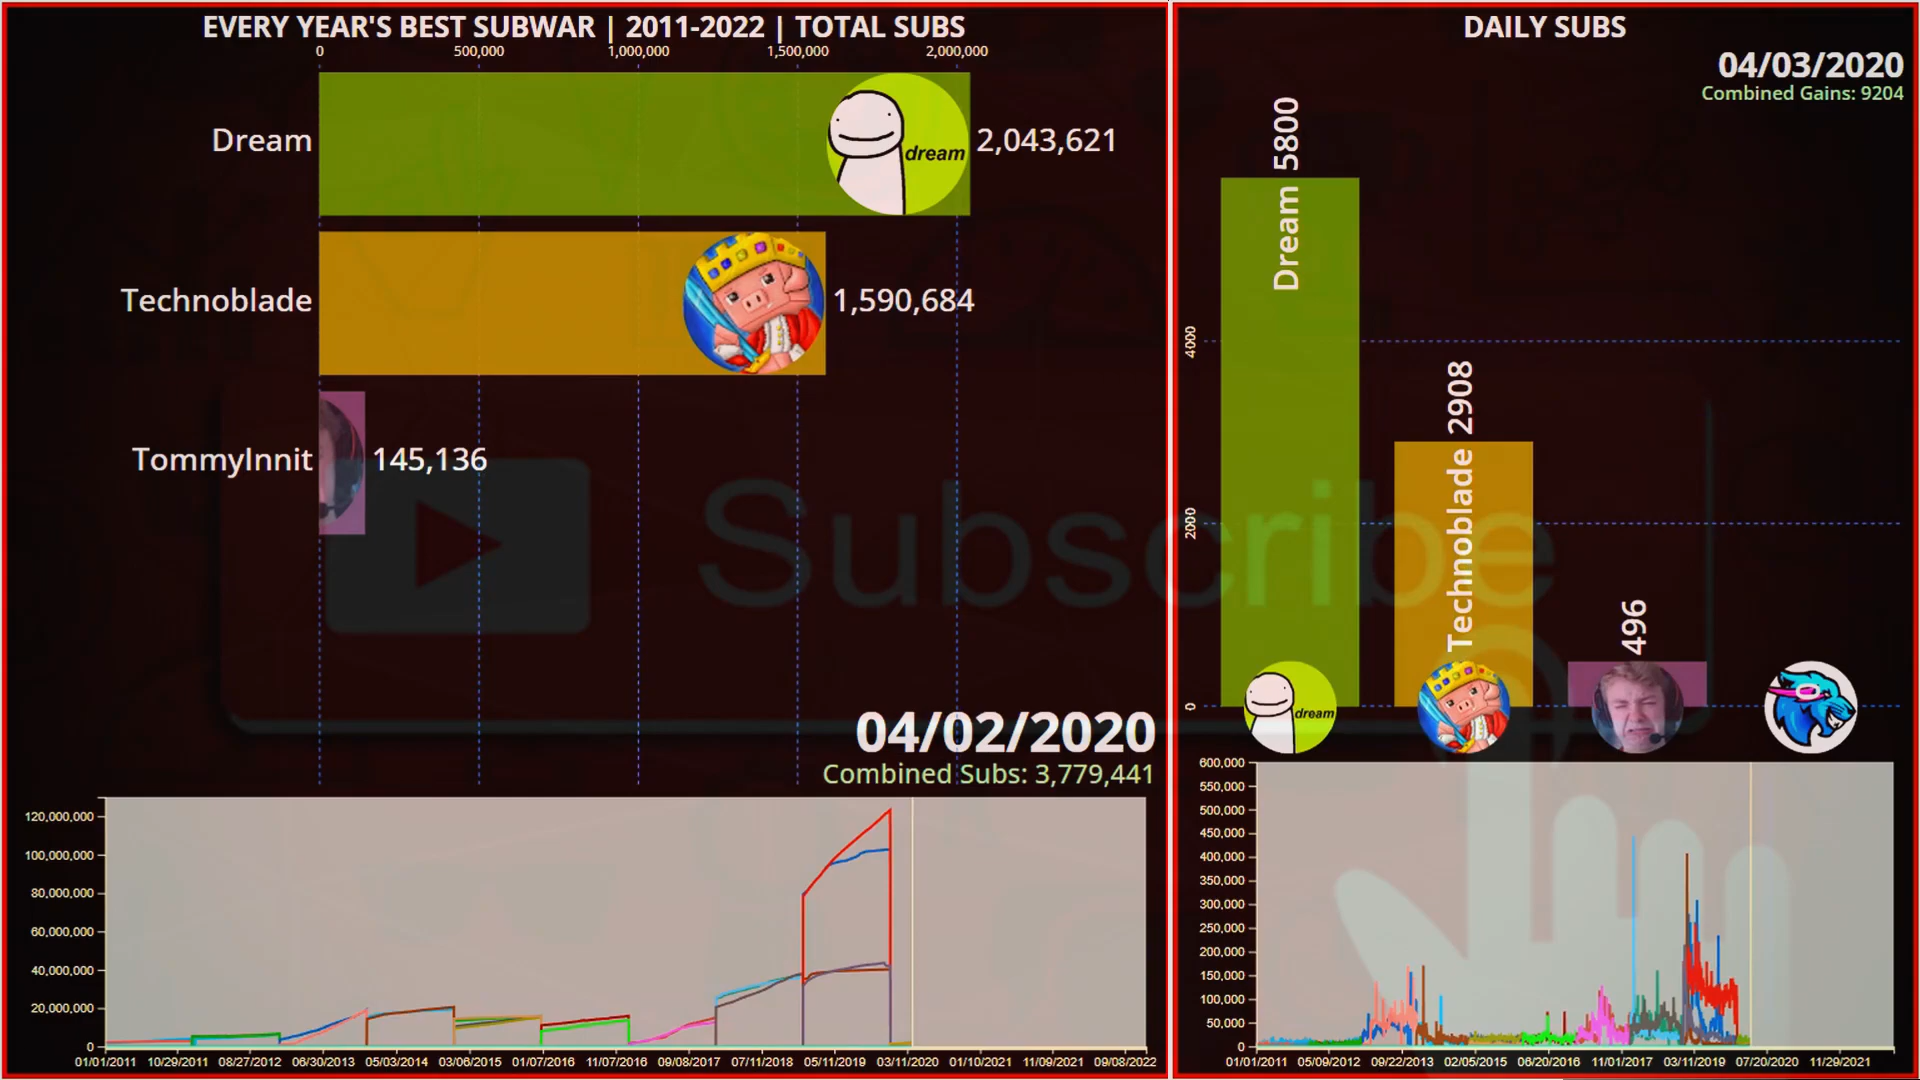 EVERY YEAR'S BEST SUBWAR | 2011-2022 | TOTAL SUBS
0 500,000 1,000,000 1,500,000 2,000,000
Dream dream 2,043,621
Technoblade 1,590,684
TommyInnit 145,136
Subscribe
04/02/2020
Combined Subs: 3,779,441
120,000,000
100,000,000
80,000,000
60,000,000
40,000,000
20,000,000
0
01/01/2011 10/29/2011 08/27/2012 06/30/2013 05/03/2014 03/06/2015 01/07/2016 11/07/2016 09/08/2017 07/11/2018 05/11/2019 03/11/2020 01/10/2021 11/09/2021 09/08/2022
DAILY SUBS
04/03/2020
Combined Gains: 9204
Dream 5800
Technoblade 2908
496
0
4000
2000
0
dream
600,000
550,000
500,000
450,000
400,000
350,000
300,000
250,000
200,000
150,000
100,000
50,000
0
01/01/2011 05/09/2012 09/22/2013 02/05/2015 06/20/2016 11/01/2017 03/11/2019 07/20/2020 11/29/2021